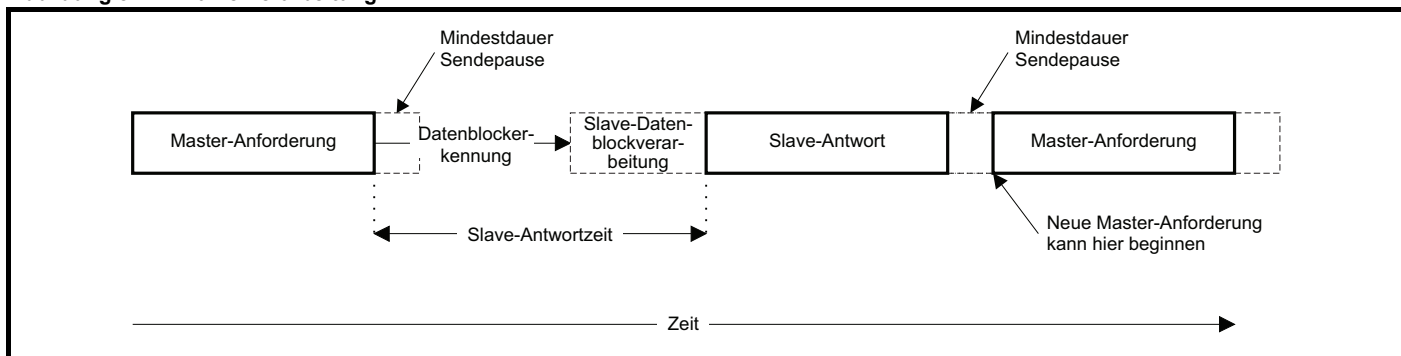 Mindestdauer
Sendepause
Mindestdauer
Sendepause
Master-Anforderung
Datenblocker-
kennung
Slave-Daten-
blockverar-
beitung
Slave-Antwort
Master-Anforderung
Slave-Antwortzeit
Neue Master-Anforderung
kann hier beginnen
Zeit